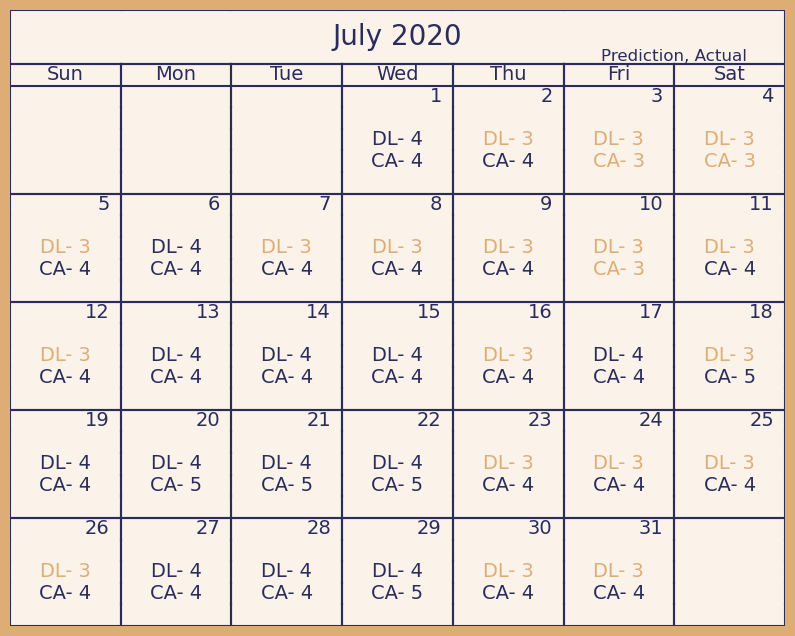 July 2020
Prediction, Actual
Sun Mon Tue Wed Thu Fri Sat
1 2 3 4
DL- 4 DL- 3 DL- 3 DL- 3
CA- 4 CA- 4 CA- 3 CA- 3
5 6 7 8 9 10 11
DL- 3 DL- 4 DL- 3 DL- 3 DL- 3 DL- 3 DL- 3
CA- 4 CA- 4 CA- 4 CA- 4 CA- 4 CA- 3 CA- 4
12 13 14 15 16 17 18
DL- 3 DL- 4 DL- 4 DL- 4 DL- 3 DL- 4 DL- 3
CA- 4 CA- 4 CA- 4 CA- 4 CA- 4 CA- 4 CA- 5
19 20 21 22 23 24 25
DL- 4 DL- 4 DL- 4 DL- 4 DL- 3 DL- 3 DL- 3
CA- 4 CA- 5 CA- 5 CA- 5 CA- 4 CA- 4 CA- 4
26 27 28 29 30 31
DL- 3 DL- 4 DL- 4 DL- 4 DL- 3 DL- 3
CA- 4 CA- 4 CA- 4 CA- 5 CA- 4 CA- 4